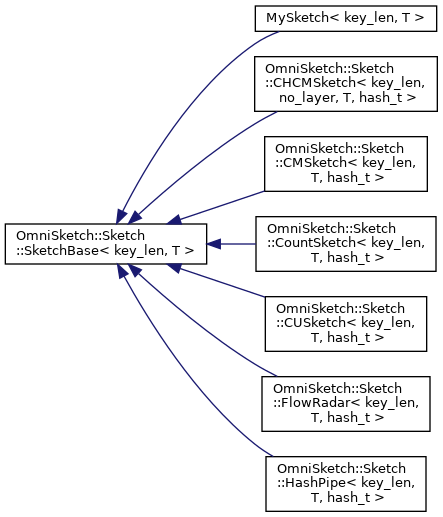 MySketch< key_len, T >
OmniSketch::Sketch
::CHCMSketch< key_len,
no_layer, T, hash_t >
OmniSketch::Sketch
::CMSketch< key_len,
T, hash_t >
OmniSketch::Sketch
::SketchBase< key_len, T >
OmniSketch::Sketch
::CountSketch< key_len,
T, hash_t >
OmniSketch::Sketch
::CUSketch< key_len,
T, hash_t >
OmniSketch::Sketch
::FlowRadar< key_len,
T, hash_t >
OmniSketch::Sketch
::HashPipe< key_len,
T, hash_t >